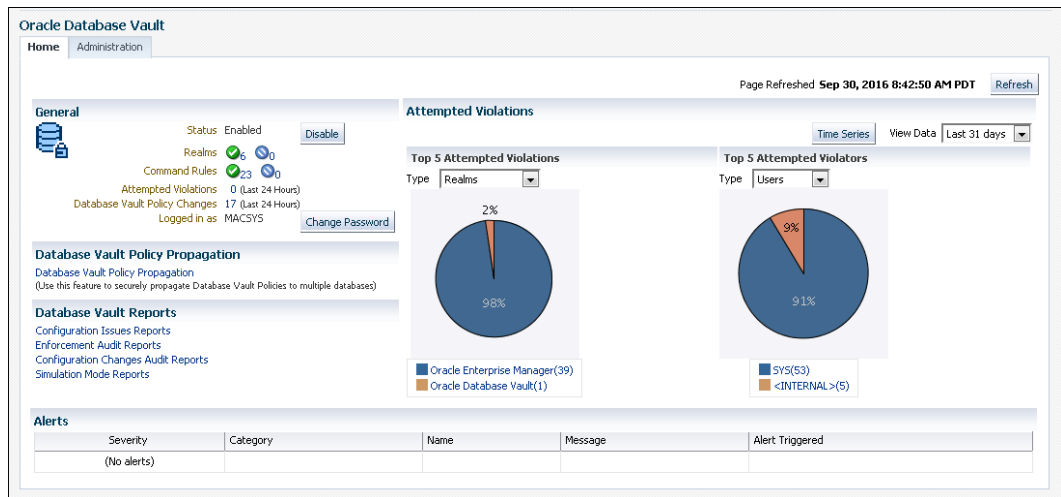 Oracle Database Vault
Home Administration
Page Refreshed Sep 30, 2016 8:42:50 AM PDT Refresh
General
Status Enabled Disable
Realms 6 0
Command Rules 23 0
Attempted Violations 0 (Last 24 Hours)
Database Vault Policy Changes 17 (Last 24 Hours)
Logged in as MACSYS Change Password
Database Vault Policy Propagation
Database Vault Policy Propagation
(Use this feature to securely propagate Database Vault Policies to multiple databases)
Database Vault Reports
Configuration Issues Reports
Enforcement Audit Reports
Configuration Changes Audit Reports
Simulation Mode Reports
Attempted Violations
Time Series View Data Last 31 days
Top 5 Attempted Violations
Type Realms
2%
98%
Oracle Enterprise Manager(39)
Oracle Database Vault(1)
Top 5 Attempted Violators
Type Users
9%
91%
SYS(53)
<INTERNAL>(5)
Alerts
Severity Category Name Message Alert Triggered
(No alerts)